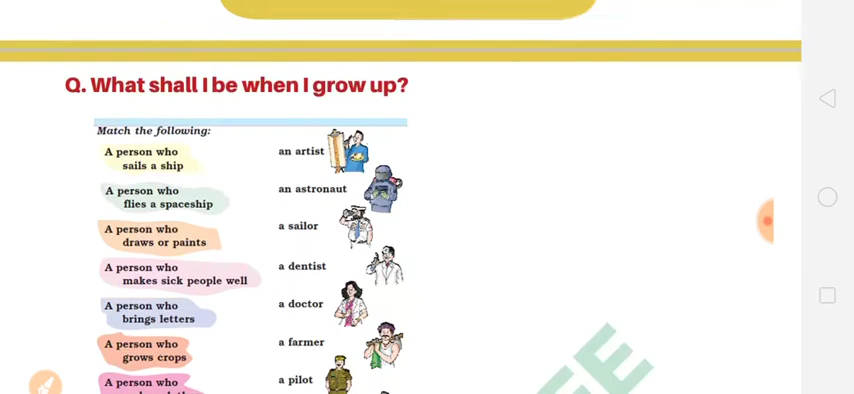 Q. What shall I be when I grow up?
Match the following:
A person who
sails a ship
an artist
A person who
flies a spaceship
an astronaut
A person who
draws or paints
a sailor
A person who
makes sick people well
a dentist
A person who
brings letters
a doctor
A person who
grows crops
a farmer
A person who
a pilot